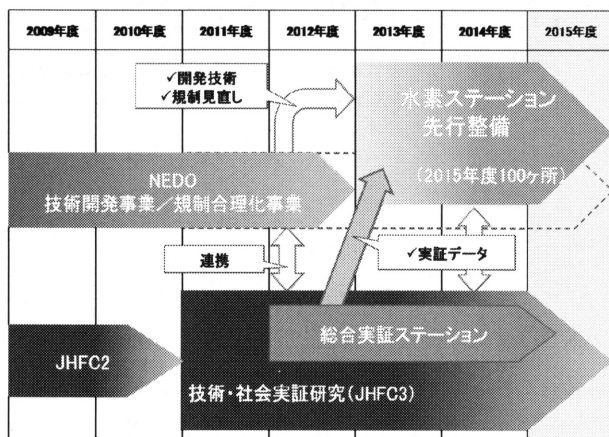 2009年度 2010年度 2011年度 2012年度 2013年度 2014年度 2015年度
✓開発技術
✓規制見直し
水素ステーション
先行整備
(2015年度100ヶ所)
NEDO
技術開発事業/規制合理化事業
連携
✓実証データ
総合実証ステーション
JHFC2
技術・社会実証研究(JHFC3)